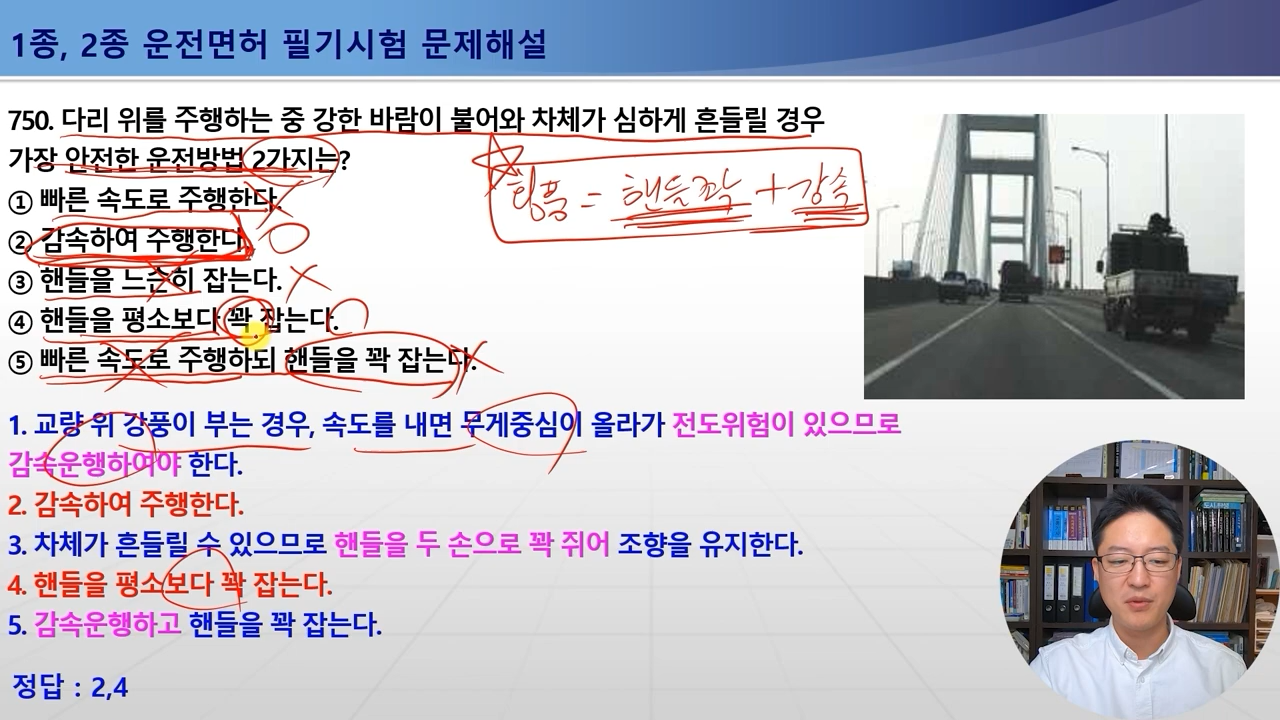 1종, 2종 운전면허 필기시험 문제해설
750. 다리 위를 주행하는 중 강한 바람이 불어와 차체가 심하게 흔들릴 경우
가장 안전한 운전방법 2가지는?
① 빠른 속도로 주행한다.
② 감속하여 주행한다.
③ 핸들을 느슨히 잡는다.
④ 핸들을 평소보다 꽉 잡는다.
⑤ 빠른 속도로 주행하되 핸들을 꽉 잡는다.
= 핸들꽉 + 감속
1. 교량 위 강풍이 부는 경우, 속도를 내면 무게중심이 올라가 전도위험이 있으므로
감속운행하여야 한다.
2. 감속하여 주행한다.
3. 차체가 흔들릴 수 있으므로 핸들을 두 손으로 꽉 쥐어 조향을 유지한다.
4. 핸들을 평소보다 꽉 잡는다.
5. 감속운행하고 핸들을 꽉 잡는다.
정답 : 2,4